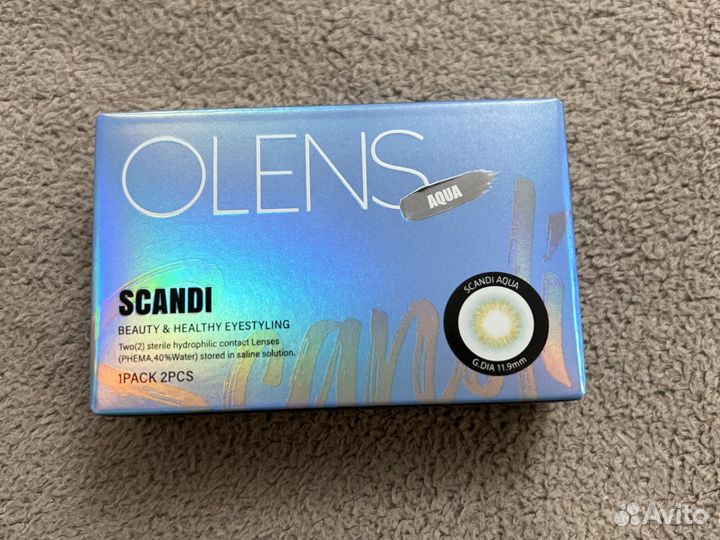 OLENS
AQUA
SCANDI
BEAUTY & HEALTHY EYESTYLING
Two(2) sterile hydrophilic contact Lenses
(PHEMA,40%Water) stored in saline solution.
1PACK 2PCS
SCANDI AQUA
G.DIA 11.9mm
Scandi
Avito